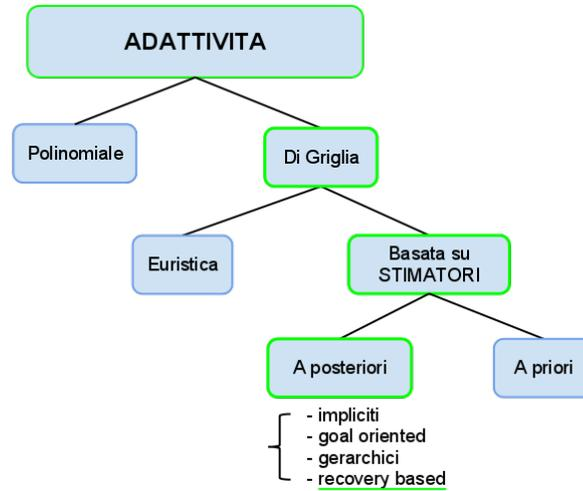 ADATTIVITA
Polinomiale
Di Griglia
Euristica
Basata su
STIMATORI
A posteriori
A priori
- impliciti
- goal oriented
- gerarchici
- recovery based